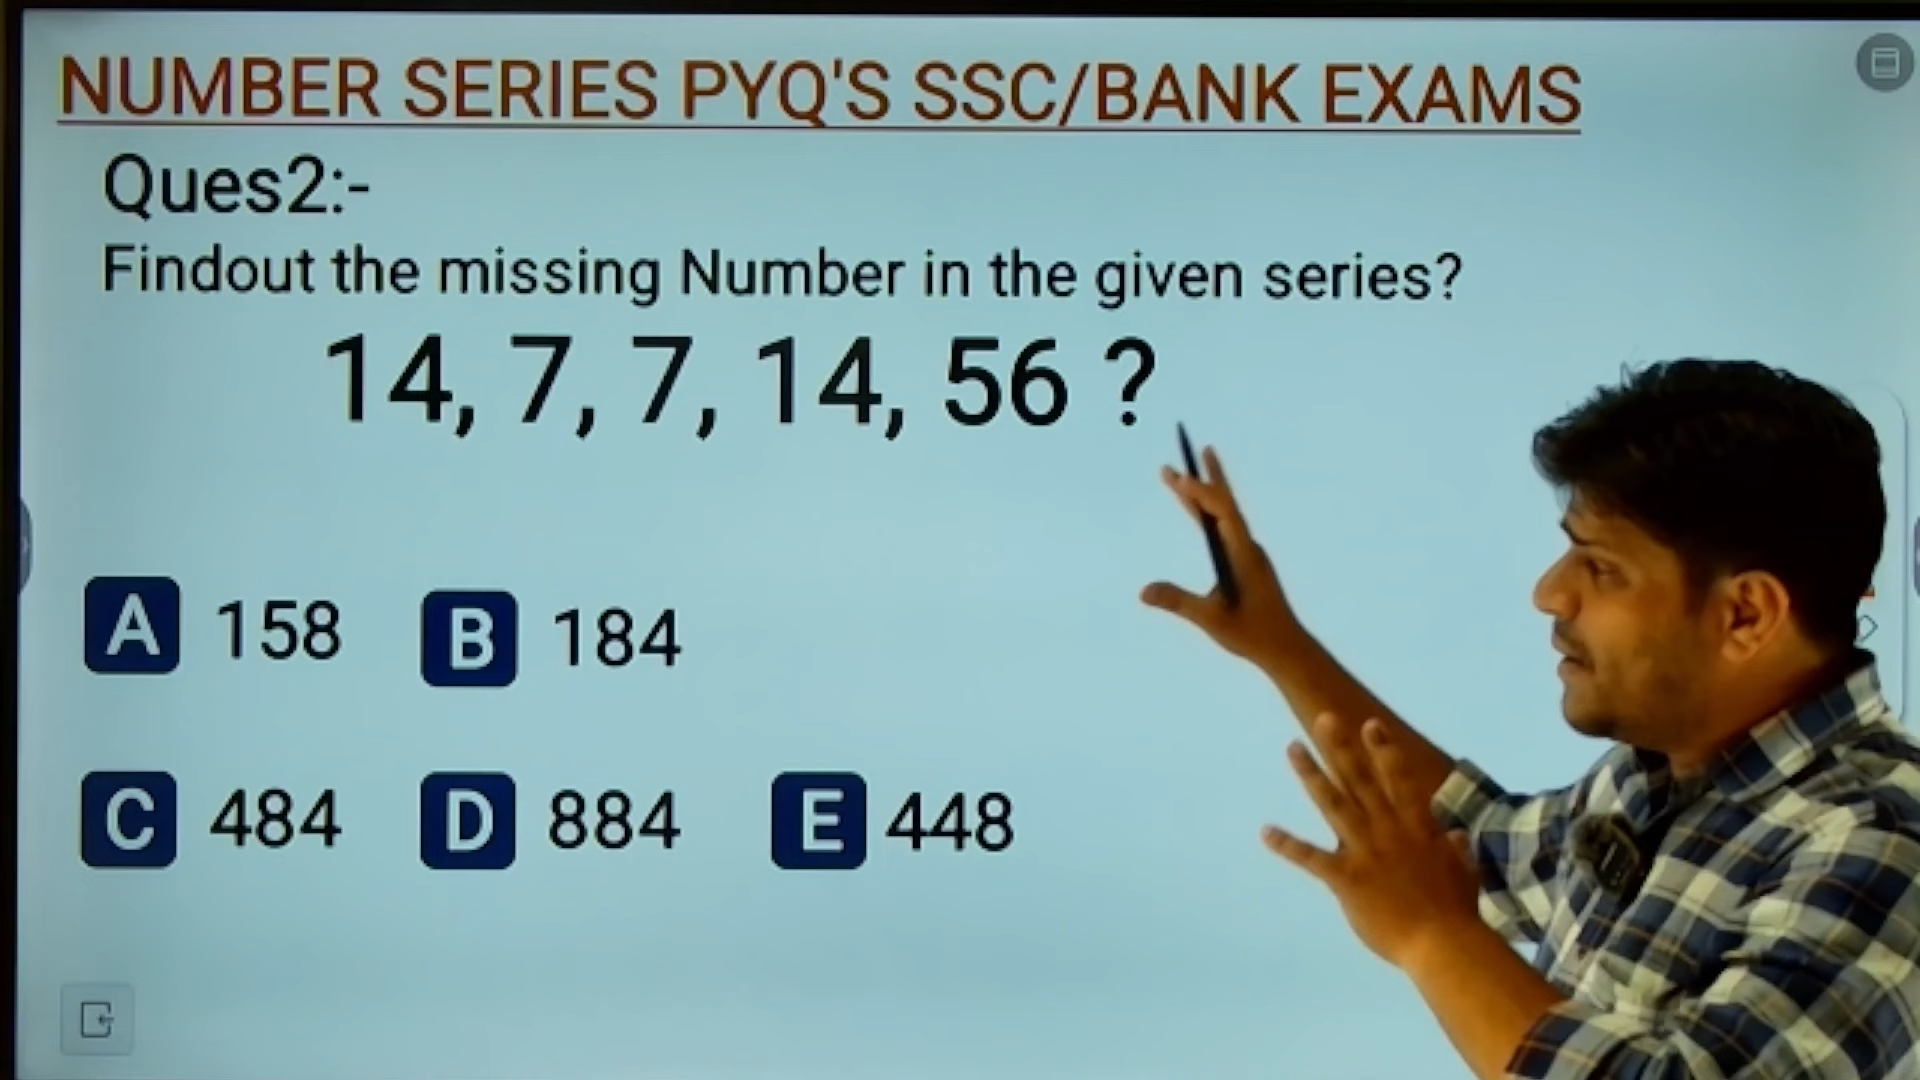 NUMBER SERIES PYQ'S SSC/BANK EXAMS
Ques2:-
Findout the missing Number in the given series?
14, 7, 7, 14, 56 ?
A 158 B 184
C 484 D 884 E 448